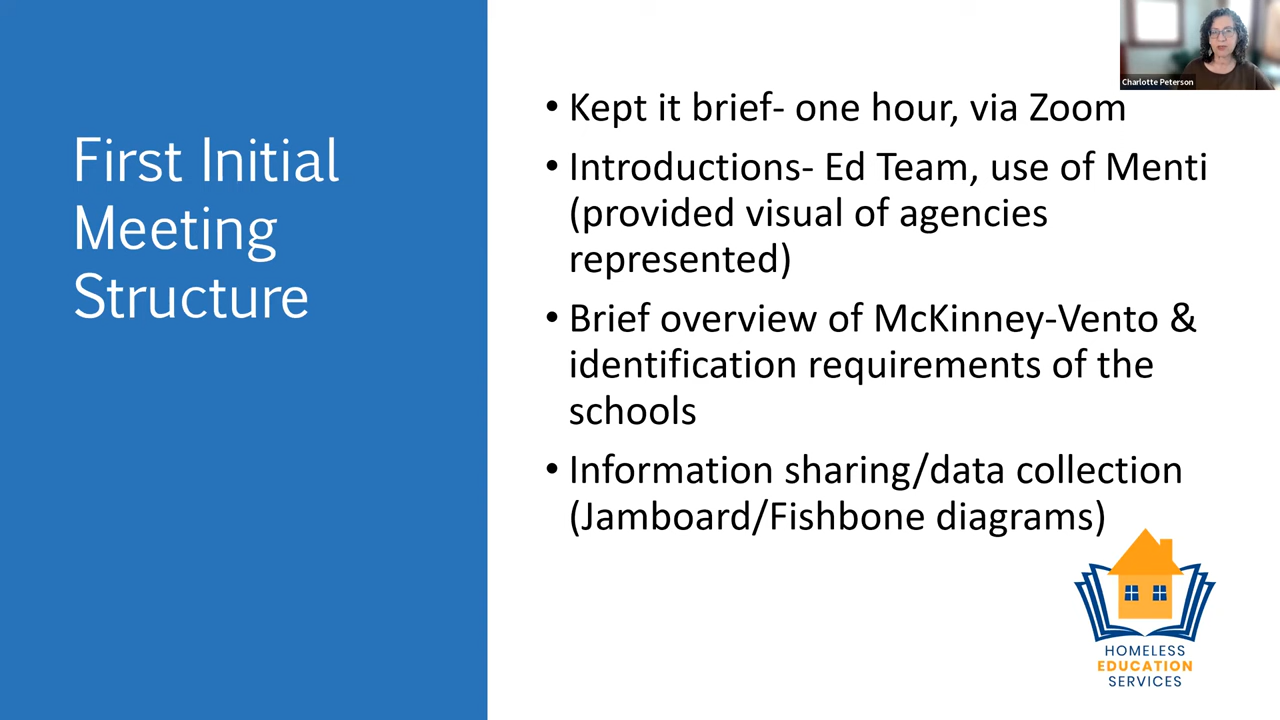 First Initial
Meeting
Structure
• Kept it brief- one hour, via Zoom
• Introductions- Ed Team, use of Menti
(provided visual of agencies
represented)
• Brief overview of McKinney-Vento &
identification requirements of the
schools
• Information sharing/data collection
(Jamboard/Fishbone diagrams)
Charlotte Peterson
HOMELESS
EDUCATION
SERVICES